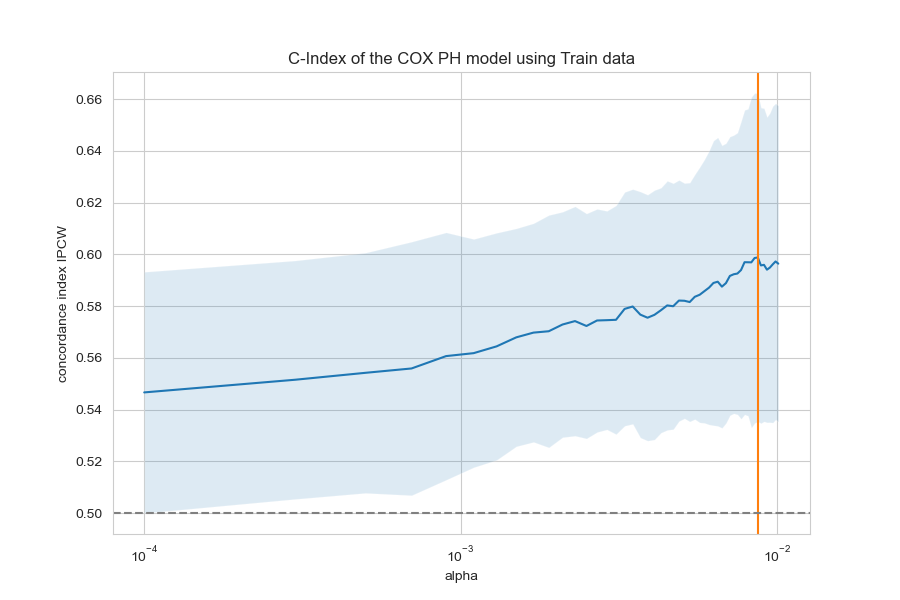 C-Index of the COX PH model using Train data
concordance index IPCW
0.66
0.64
0.62
0.60
0.58
0.56
0.54
0.52
0.50
10⁻⁴ 10⁻³ 10⁻²
alpha